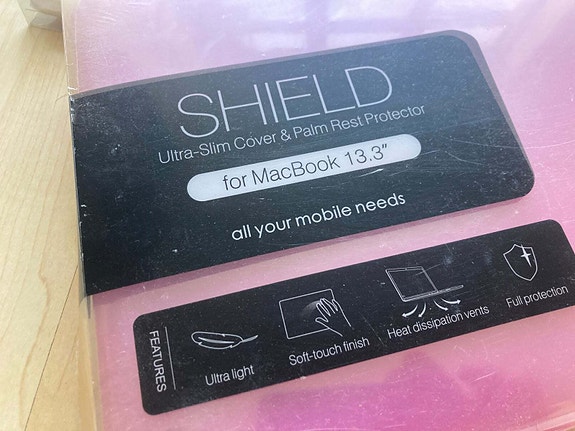 SHIELD
Ultra-Slim Cover & Palm Rest Protector
for MacBook 13.3"
all your mobile needs
FEATURES
Ultra light
Soft-touch finish
Heat dissipation vents
Full protection